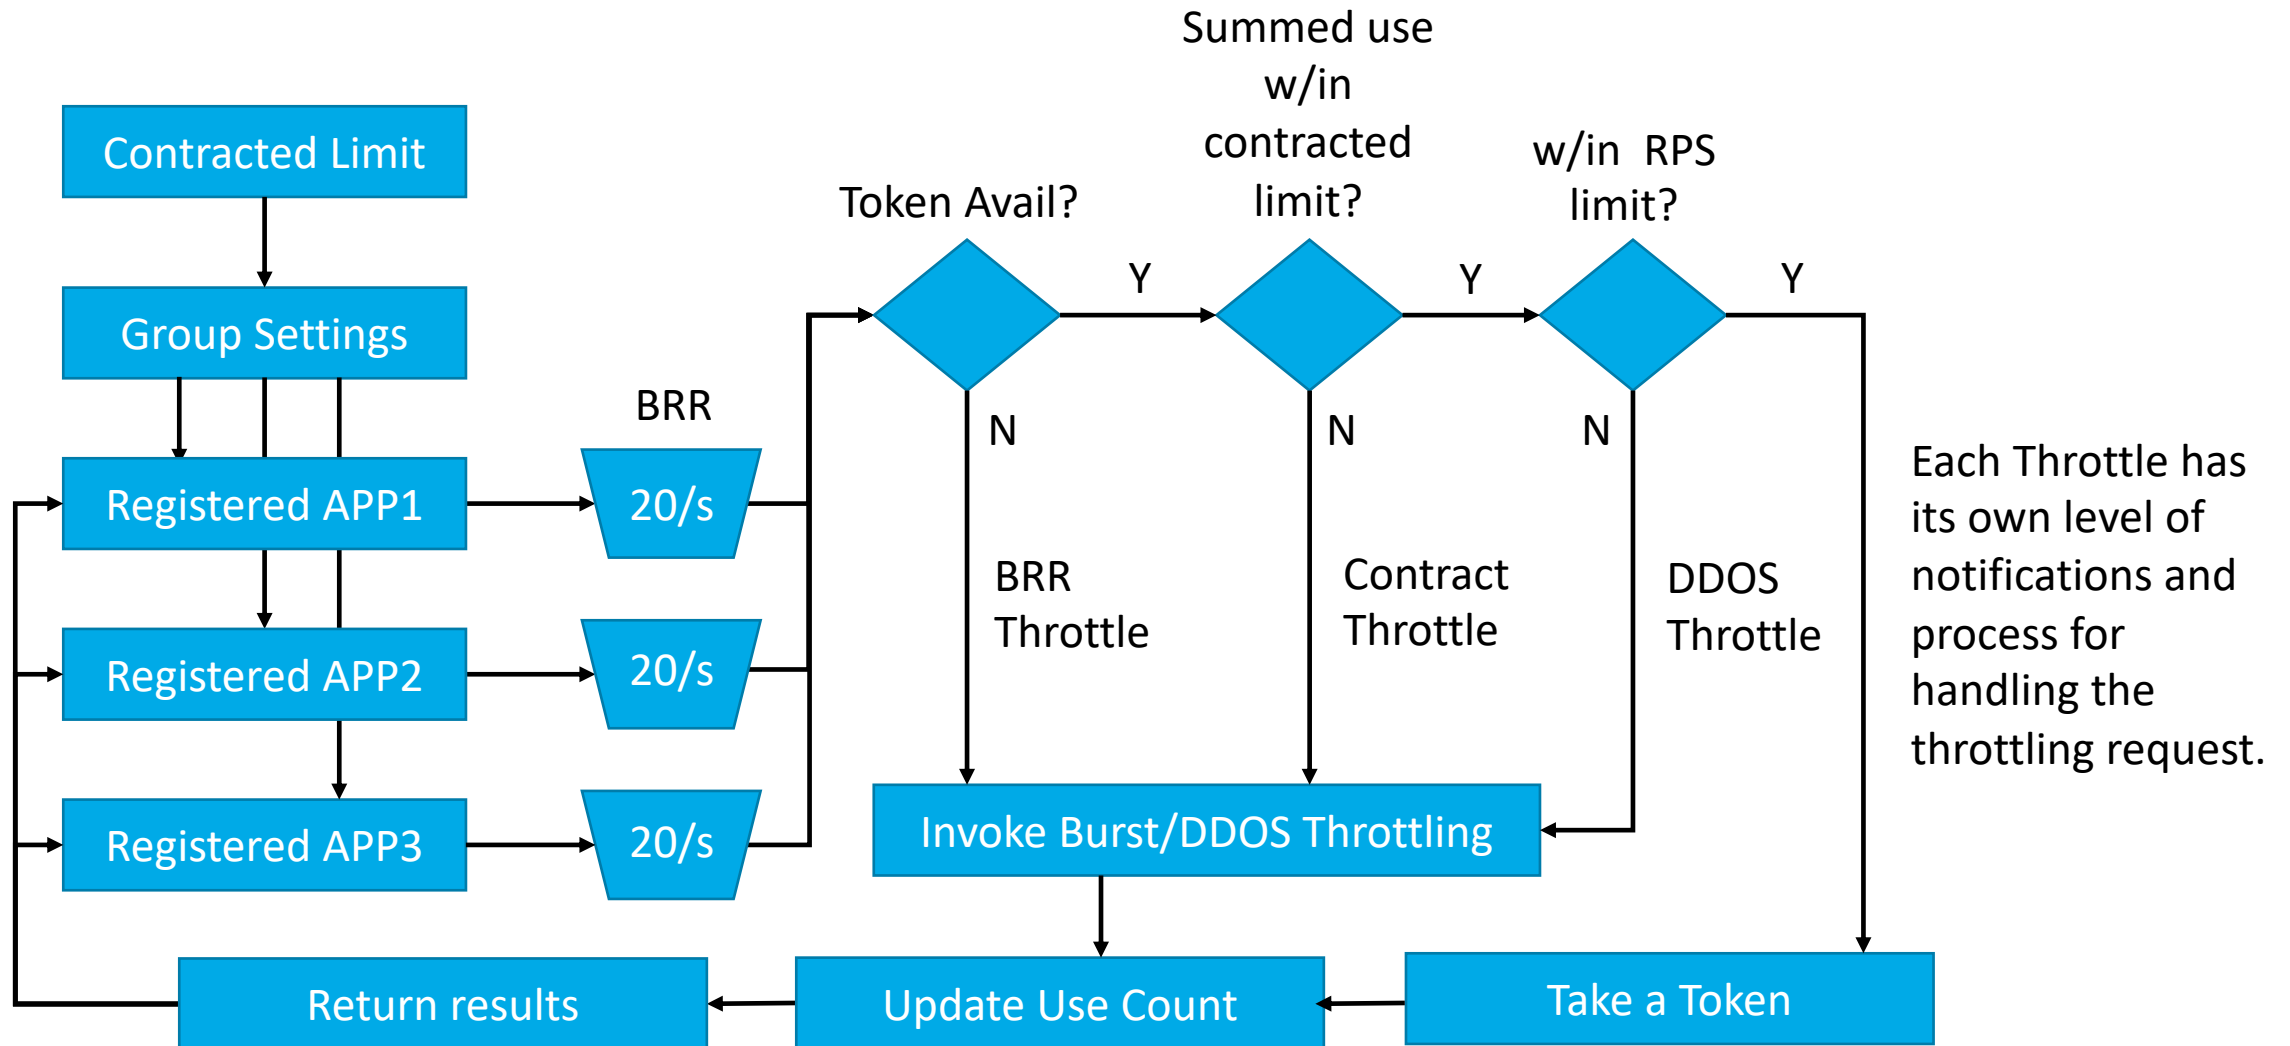 Summed use
w/in
contracted
limit?
w/in RPS
limit?
Token Avail?
Contracted Limit
Group Settings
Y
Y
Y
BRR
N
N
N
Registered APP1
20/s
Registered APP2
20/s
Registered APP3
20/s
BRR
Throttle
Contract
Throttle
DDOS
Throttle
Each Throttle has
its own level of
notifications and
process for
handling the
throttling request.
Invoke Burst/DDOS Throttling
Return results
Update Use Count
Take a Token